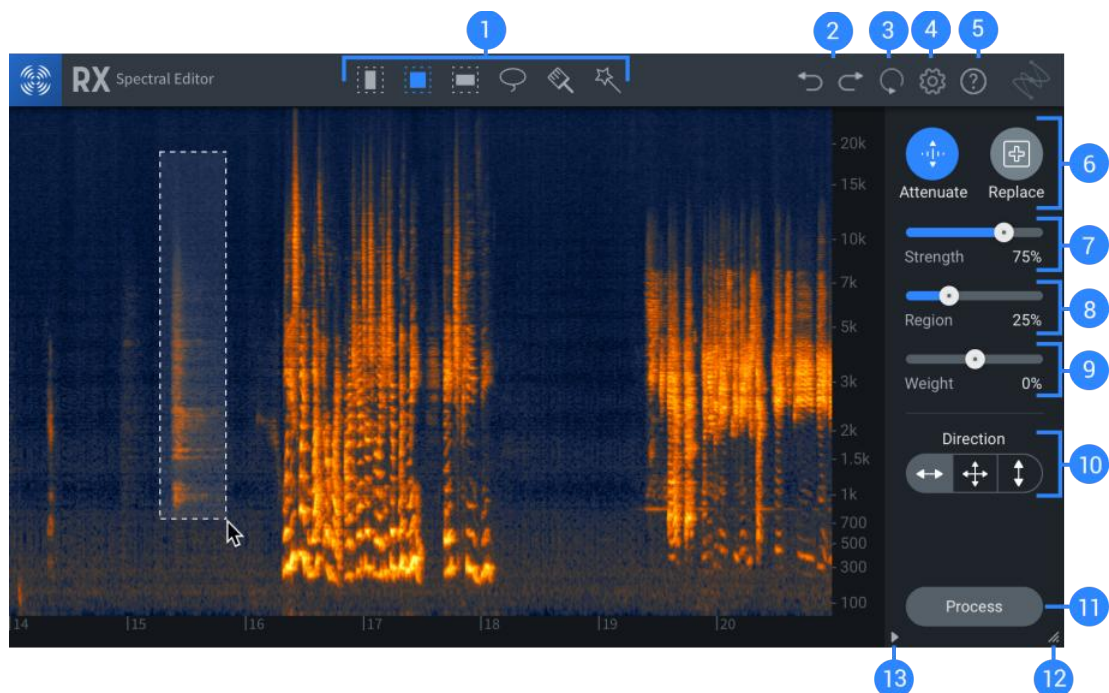 1
2
3
4
5
RX Spectral Editor
20k
15k
10k
7k
5k
3k
2k
1.5k
1k
700
500
300
100
14
15
16
17
18
19
20
Attenuate Replace
6
Strength 75%
7
Region 25%
8
Weight 0%
9
Direction
10
Process
11
13
12